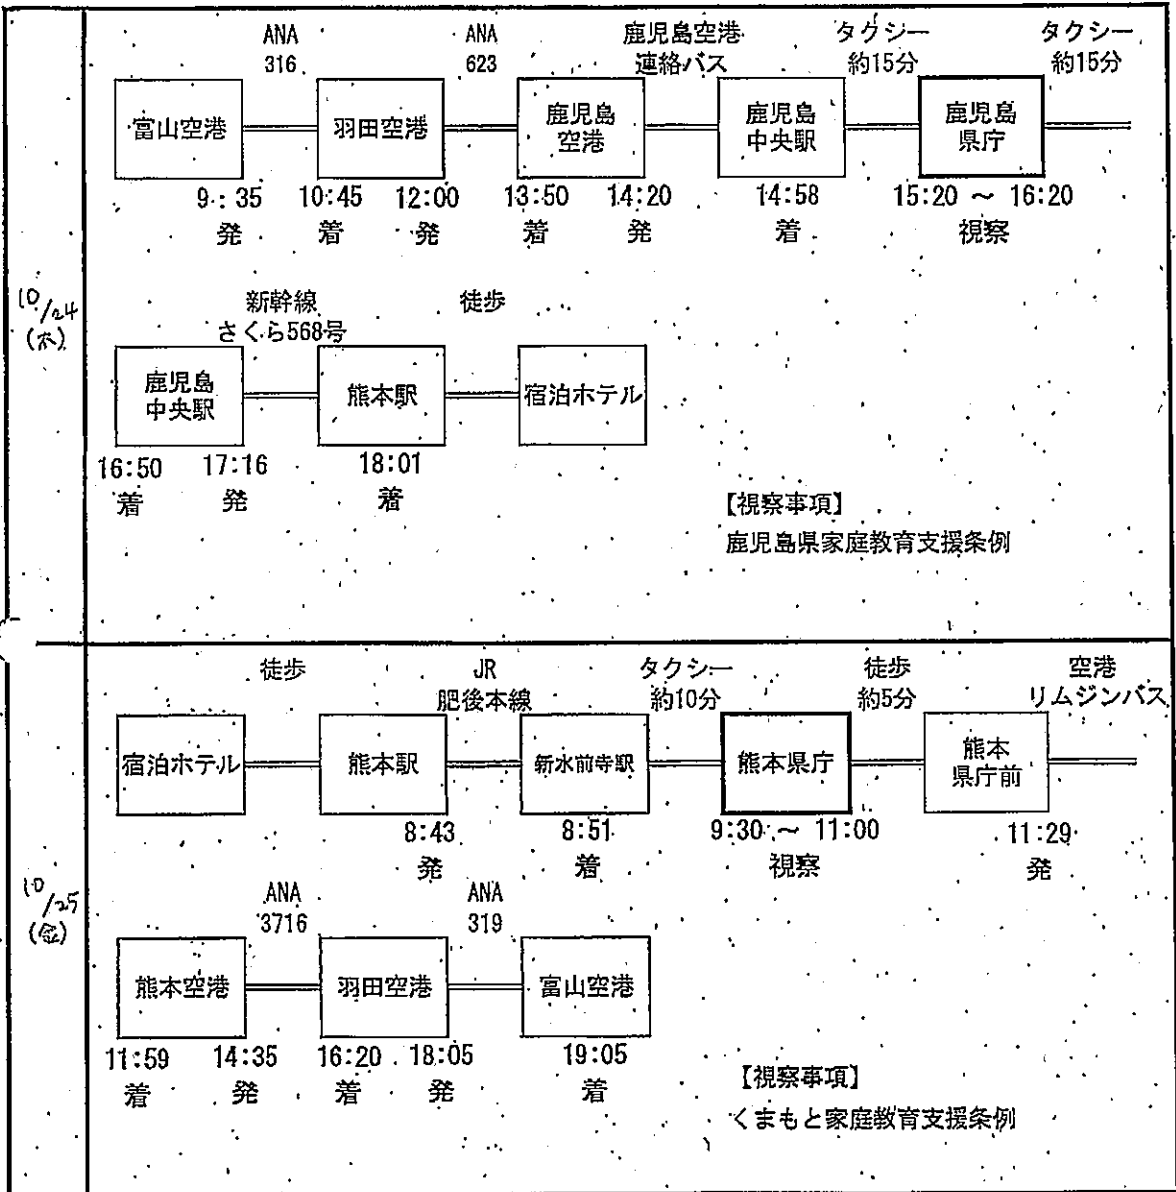 ANA
316
ANA
623
鹿児島空港
連絡バス
タクシー
約15分
タクシー
約15分
富山空港
羽田空港
鹿児島
空港
鹿児島
中央駅
鹿児島
県庁
9:35
発
10:45
着
12:00
発
13:50
着
14:20
発
14:58
着
15:20 ～ 16:20
視察
10/24
(木)
新幹線
さくら568号
徒歩
鹿児島
中央駅
熊本駅
宿泊ホテル
16:50
着
17:16
発
18:01
着
【視察事項】
鹿児島県家庭教育支援条例
徒歩
JR
肥後本線
タクシー
約10分
徒歩
約5分
空港
リムジンバス
宿泊ホテル
熊本駅
新水前寺駅
熊本県庁
熊本
県庁前
8:43
発
8:51
着
9:30 ～ 11:00
視察
11:29
発
10/25
(金)
ANA
3716
ANA
319
熊本空港
羽田空港
富山空港
11:59
着
14:35
発
16:20
着
18:05
発
19:05
着
【視察事項】
くまもと家庭教育支援条例